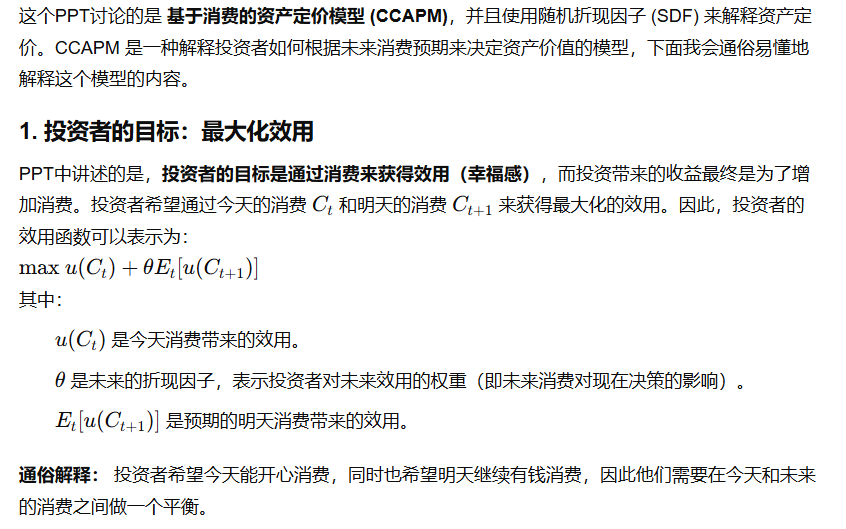 这个PPT讨论的是 基于消费的资产定价模型 (CCAPM)，并且使用随机折现因子 (SDF) 来解释资产定
价。CCAPM 是一种解释投资者如何根据未来消费预期来决定资产价值的模型，下面我会通俗易懂地
解释这个模型的内容。
1. 投资者的目标：最大化效用
PPT中讲述的是，投资者的目标是通过消费来获得效用（幸福感），而投资带来的收益最终是为了增
加消费。投资者希望通过今天的消费 C_t 和明天的消费 C_{t+1} 来获得最大化的效用。因此，投资者的
效用函数可以表示为：
max u(C_t) + θE_t[u(C_{t+1})]
其中：
u(C_t) 是今天消费带来的效用。
θ 是未来的折现因子，表示投资者对未来效用的权重（即未来消费对现在决策的影响）。
E_t[u(C_{t+1})] 是预期的明天消费带来的效用。
通俗解释： 投资者希望今天能开心消费，同时也希望明天继续有钱消费，因此他们需要在今天和未来
的消费之间做一个平衡。